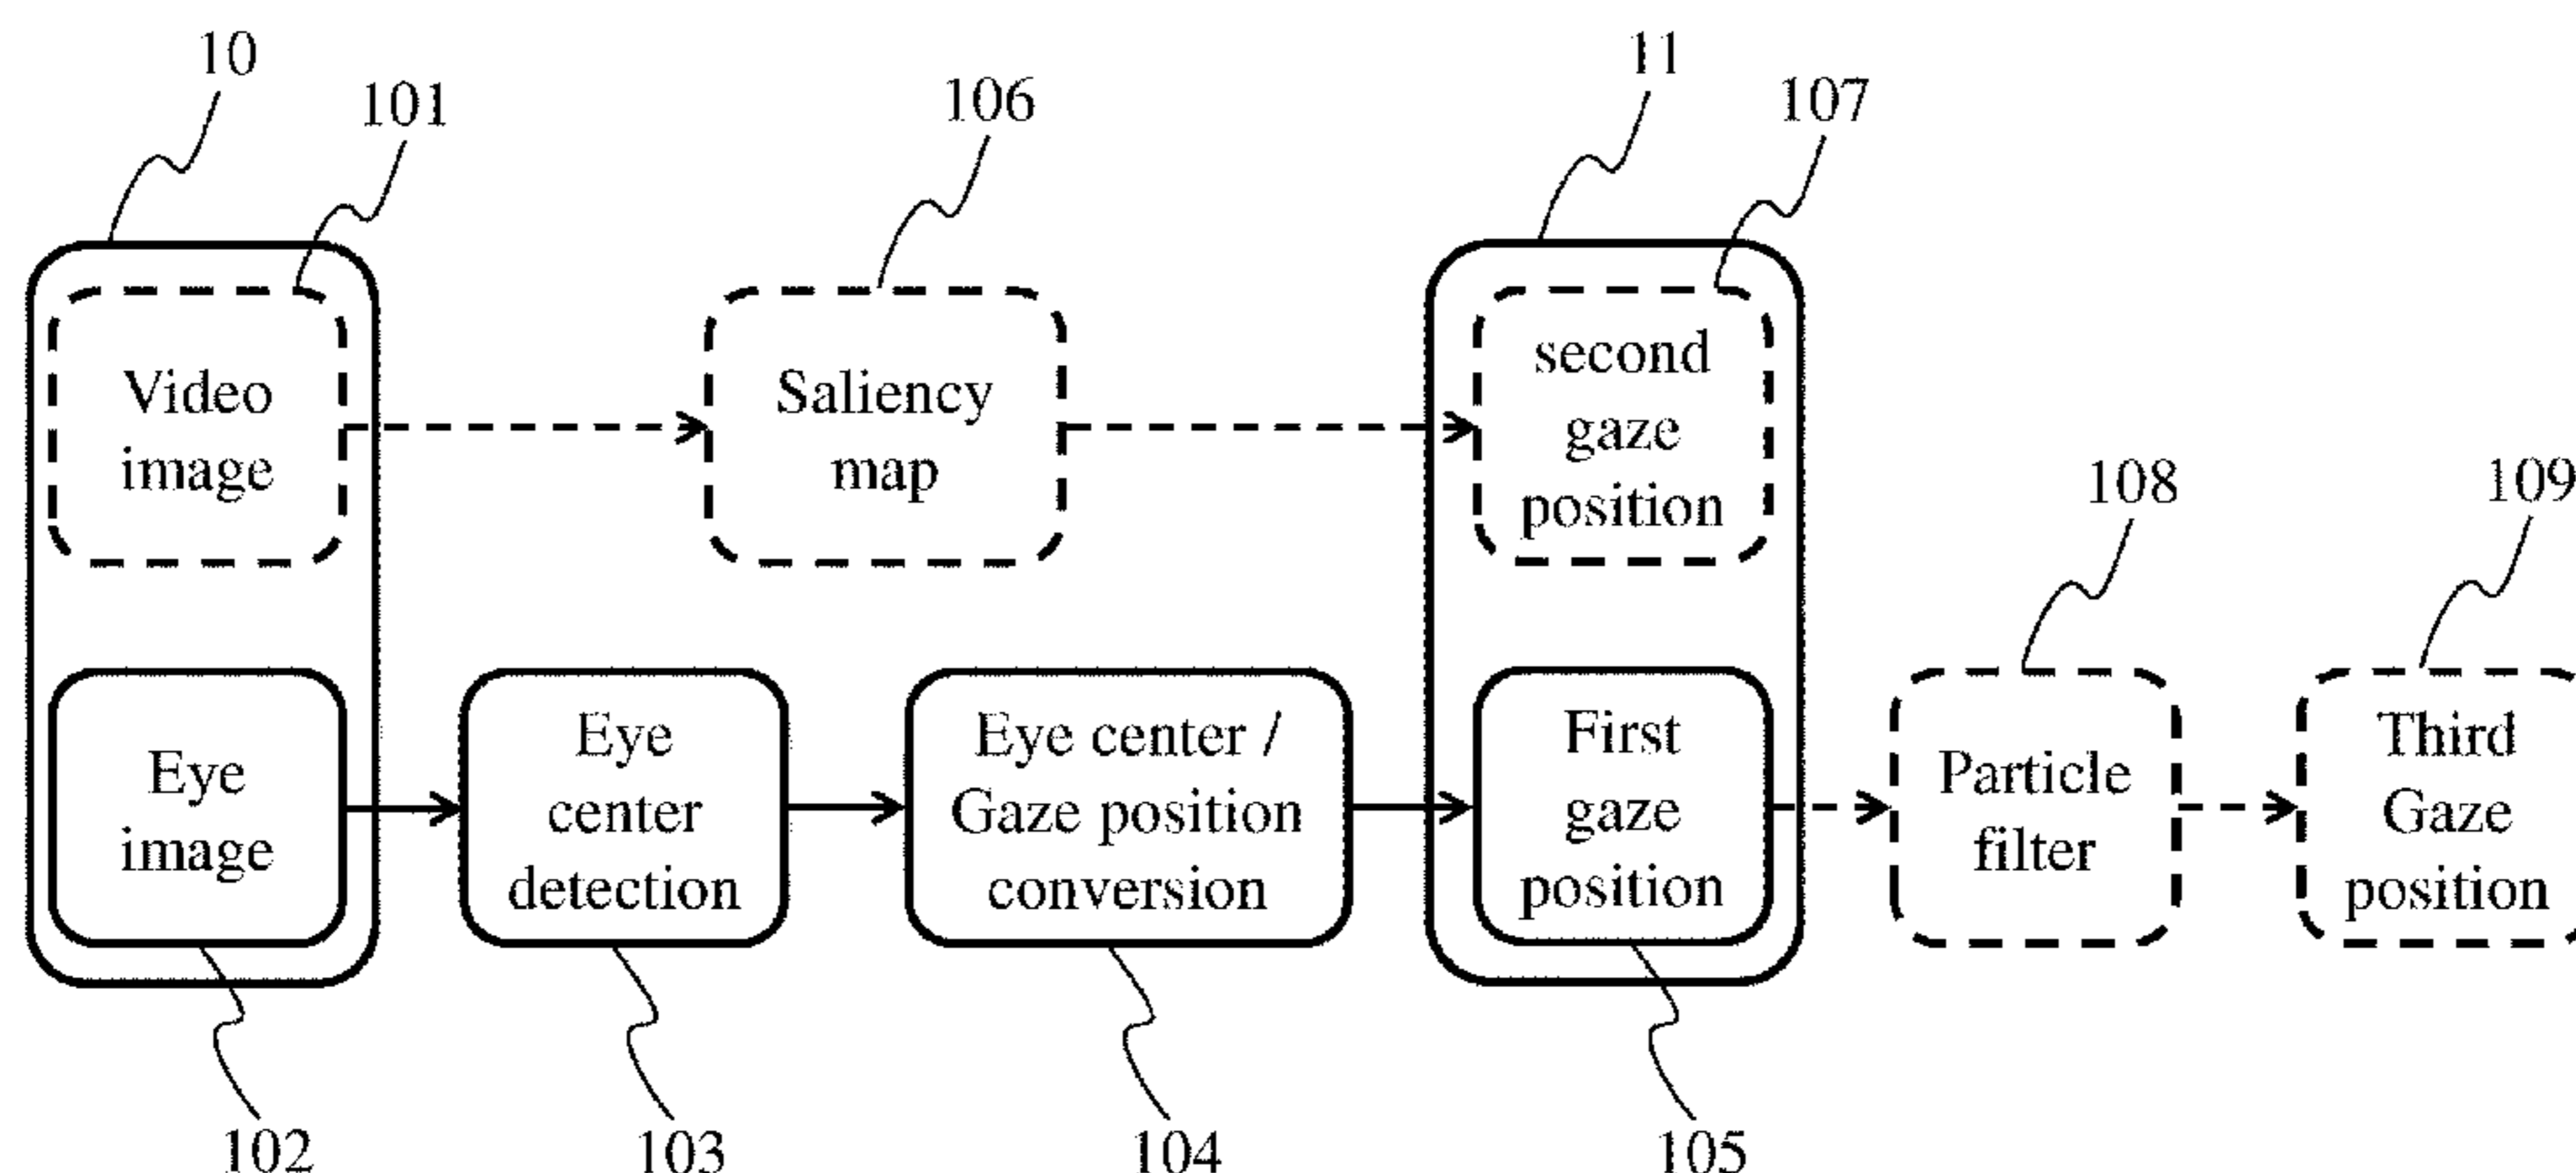 10
101
106
11
107
Video
image
Saliency
map
second
gaze
position
108
109
Eye
image
Eye
center
detection
Eye center /
Gaze position
conversion
First
gaze
position
Particle
filter
Third
Gaze
position
102
103
104
105